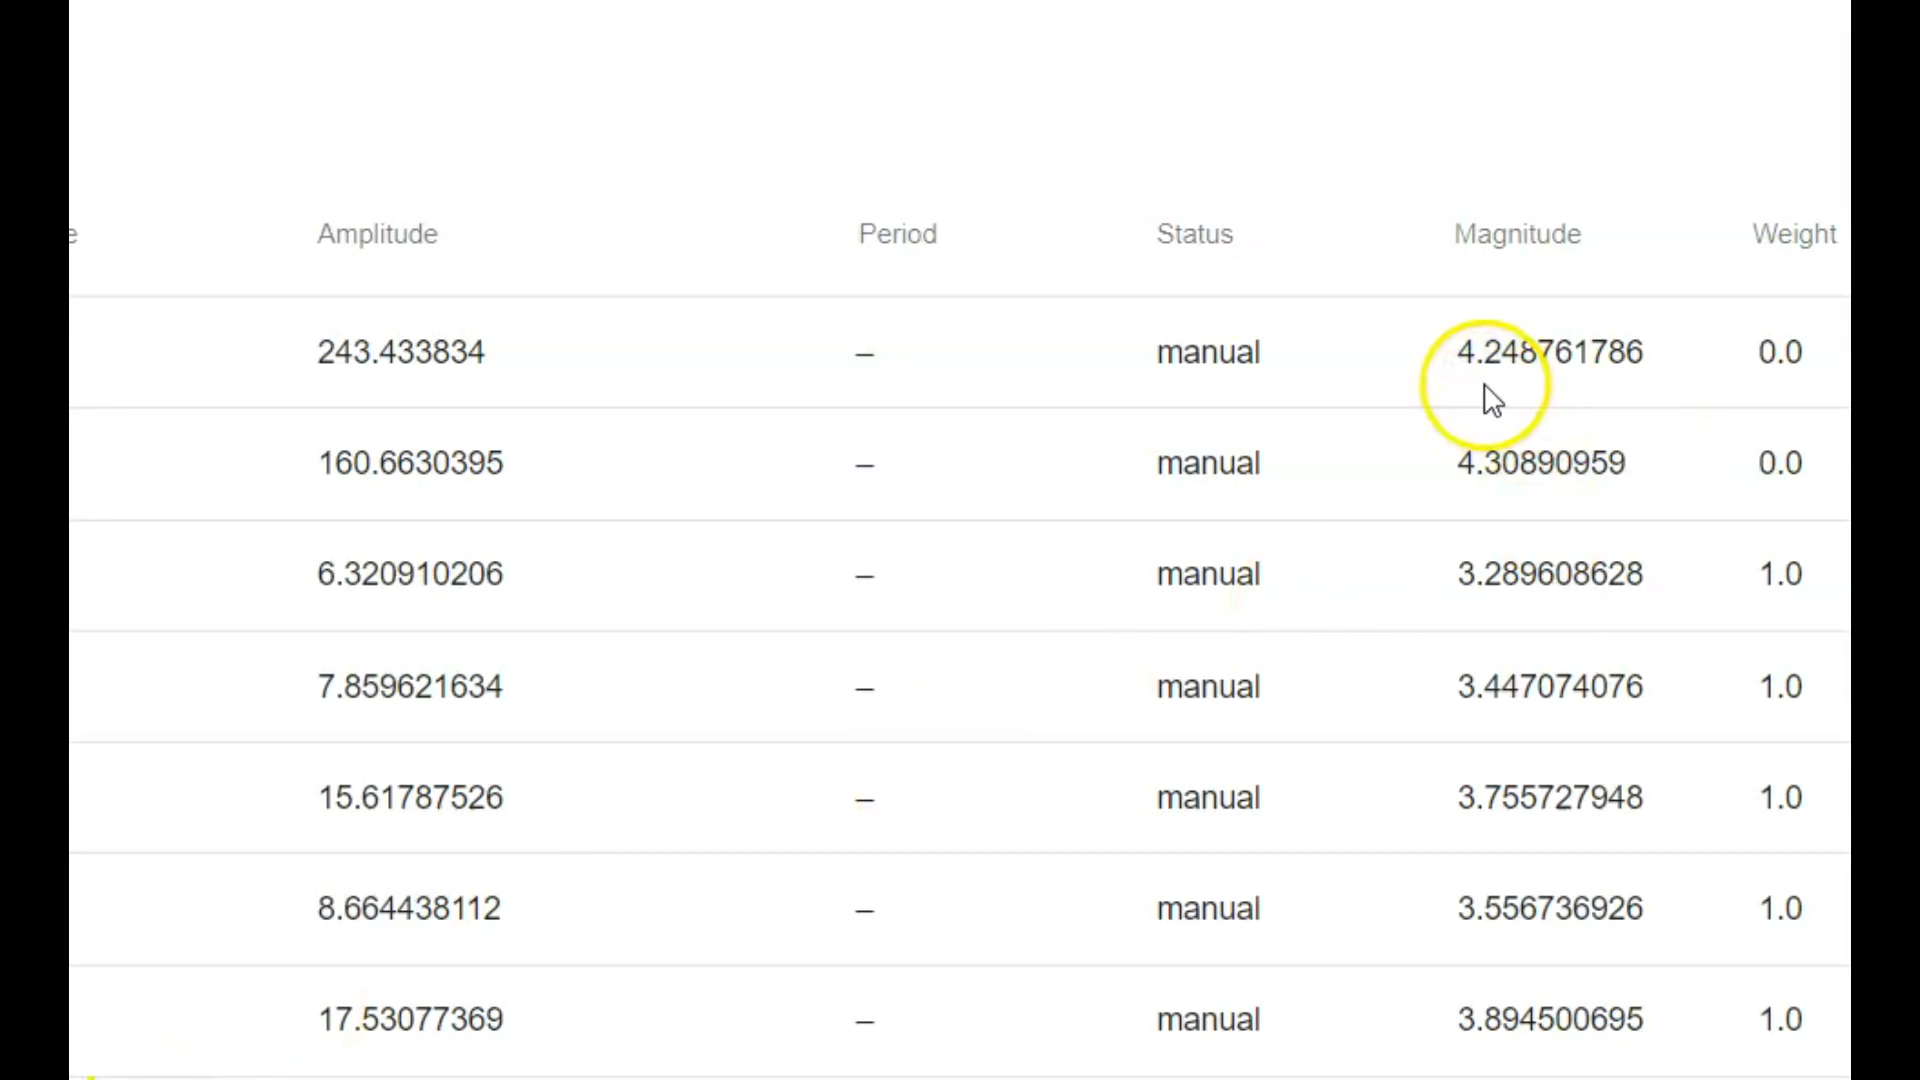 e Amplitude Period Status Magnitude Weight
243.433834 – manual 4.248761786 0.0
160.6630395 – manual 4.30890959 0.0
6.320910206 – manual 3.289608628 1.0
7.859621634 – manual 3.447074076 1.0
15.61787526 – manual 3.755727948 1.0
8.664438112 – manual 3.556736926 1.0
17.53077369 – manual 3.894500695 1.0